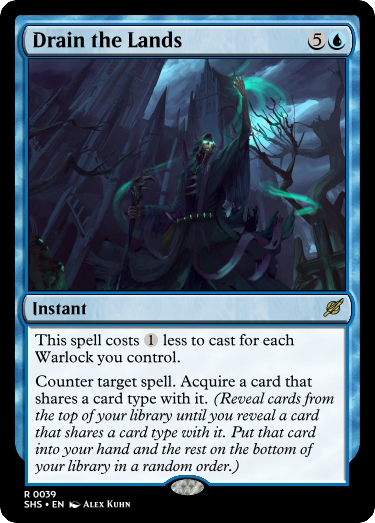 Drain the Lands 5
Instant
This spell costs 1 less to cast for each
Warlock you control.
Counter target spell. Acquire a card that
shares a card type with it. (Reveal cards from
the top of your library until you reveal a card
that shares a card type with it. Put that card
into your hand and the rest on the bottom of
your library in a random order.)
R 0039
SHS • EN Alex Kuhn